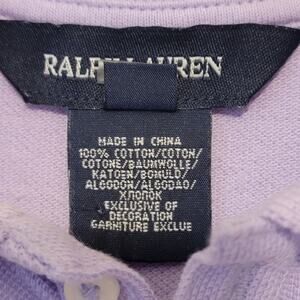 RALPH LAUREN
MADE IN CHINA
100% COTTON/COTON/
COTONE/BAUMWOLLE/
KATOEN/BOMULD/
ALGODON/ALGODAO/
ХЛОПОК
EXCLUSIVE OF
DECORATION
GARNITURE EXCLUE